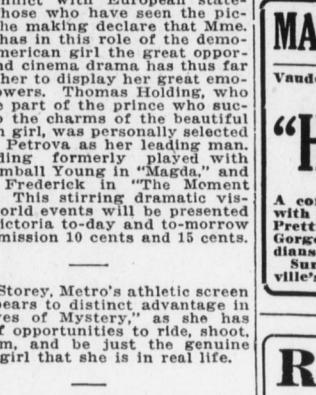 nflict with European state-
hose who have seen the pic-
he making declare that Mme.
has in this role of the demo-
merican girl the great oppor-
nd cinema drama has thus far
her to display her great emo-
owers. Thomas Holding, who
e part of the prince who suc-
o the charms of the beautiful
n girl, was personally selected
Petrova as her leading man.
ding formerly played with
mball Young in "Magda," and
Frederick in "The Moment
This stirring dramatic vis-
orld events will be presented
ictoria to-day and to-morrow
mission 10 cents and 15 cents.
Storey, Metro's athletic screen
pears to distinct advantage in
es of Mystery," as she has
f opportunities to ride, shoot,
m, and be just the genuine
girl that she is in real life.
MA
Vaude
"H
A co
with
Prett
Gorge
dians
Sur
ville's
R